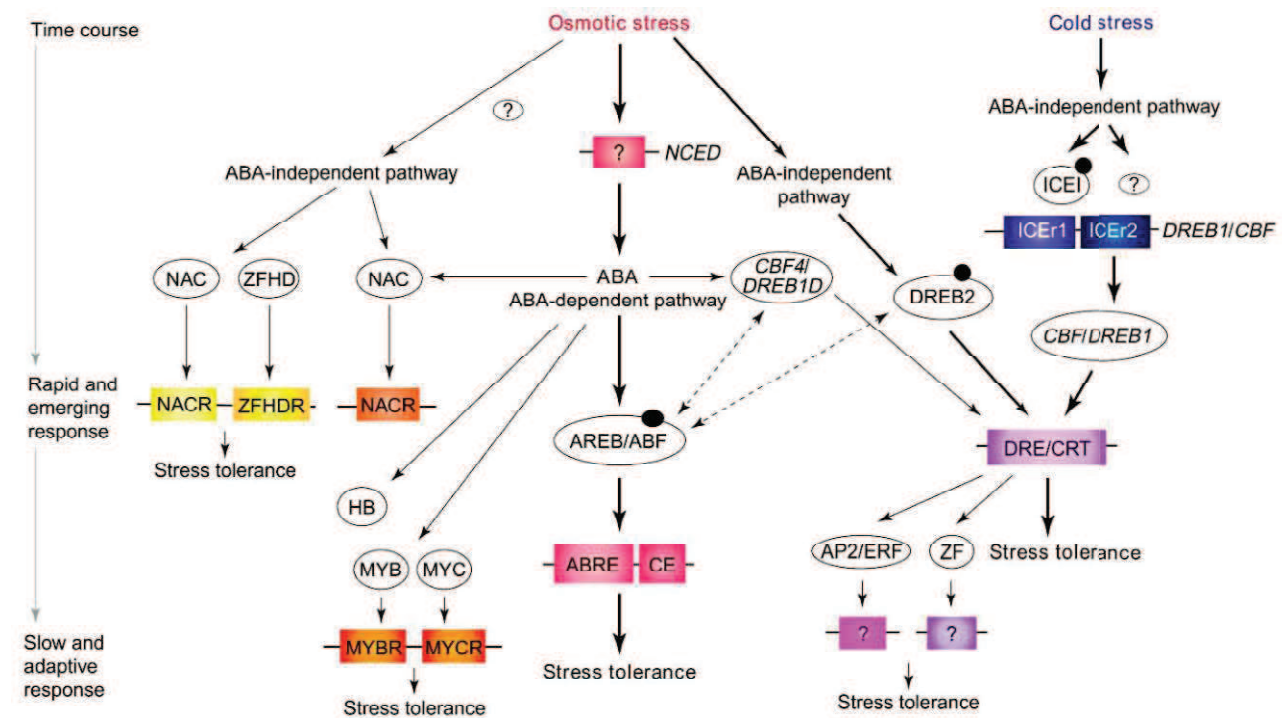 Time course
Osmotic stress
Cold stress
ABA-independent pathway
?
? NCED
ABA-independent pathway
ABA-independent
pathway
ICEI
?
ICEr1 ICEr2 DREB1/CBF
NAC ZFHD NAC
ABA
ABA-dependent pathway
CBF4/
DREB1D
DREB2
CBF/DREB1
Rapid and
emerging
response
NACR ZFHDR NACR
Stress tolerance
AREB/ABF
DRE/CRT
HB
MYB MYC
ABRE CE
AP2/ERF ZF Stress tolerance
MYBR MYCR
? ?
Slow and
adaptive
response
Stress tolerance
Stress tolerance
Stress tolerance